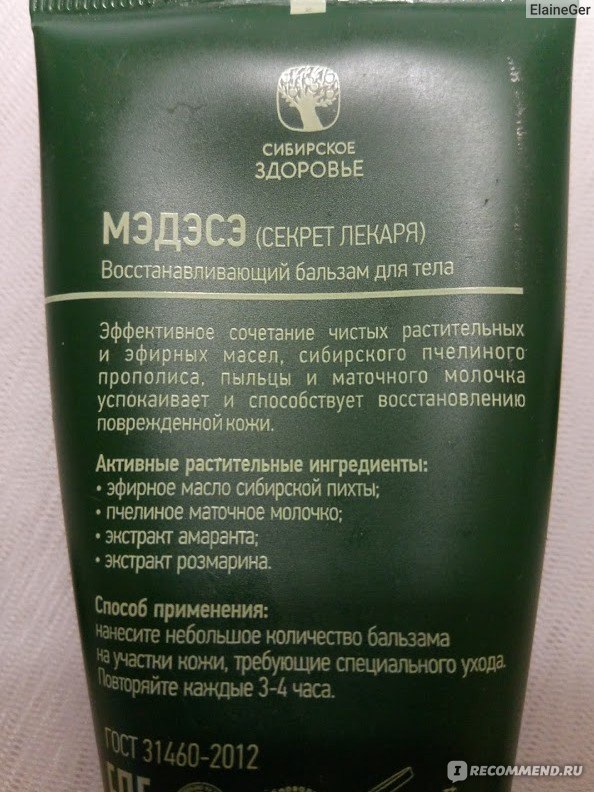 ElaineGer
СИБИРСКОЕ
ЗДОРОВЬЕ
МЭДЭСЭ (СЕКРЕТ ЛЕКАРЯ)
Восстанавливающий бальзам для тела
Эффективное сочетание чистых растительных
и эфирных масел, сибирского пчелиного
прополиса, пыльцы и маточного молочка
успокаивает и способствует восстановлению
поврежденной кожи.
Активные растительные ингредиенты:
• эфирное масло сибирской пихты;
• пчелиное маточное молочко;
• экстракт амаранта;
• экстракт розмарина.
Способ применения:
нанесите небольшое количество бальзама
на участки кожи, требующие специального ухода.
Повторяйте каждые 3-4 часа.
ГОСТ 31460-2012
I RECOMMEND.RU